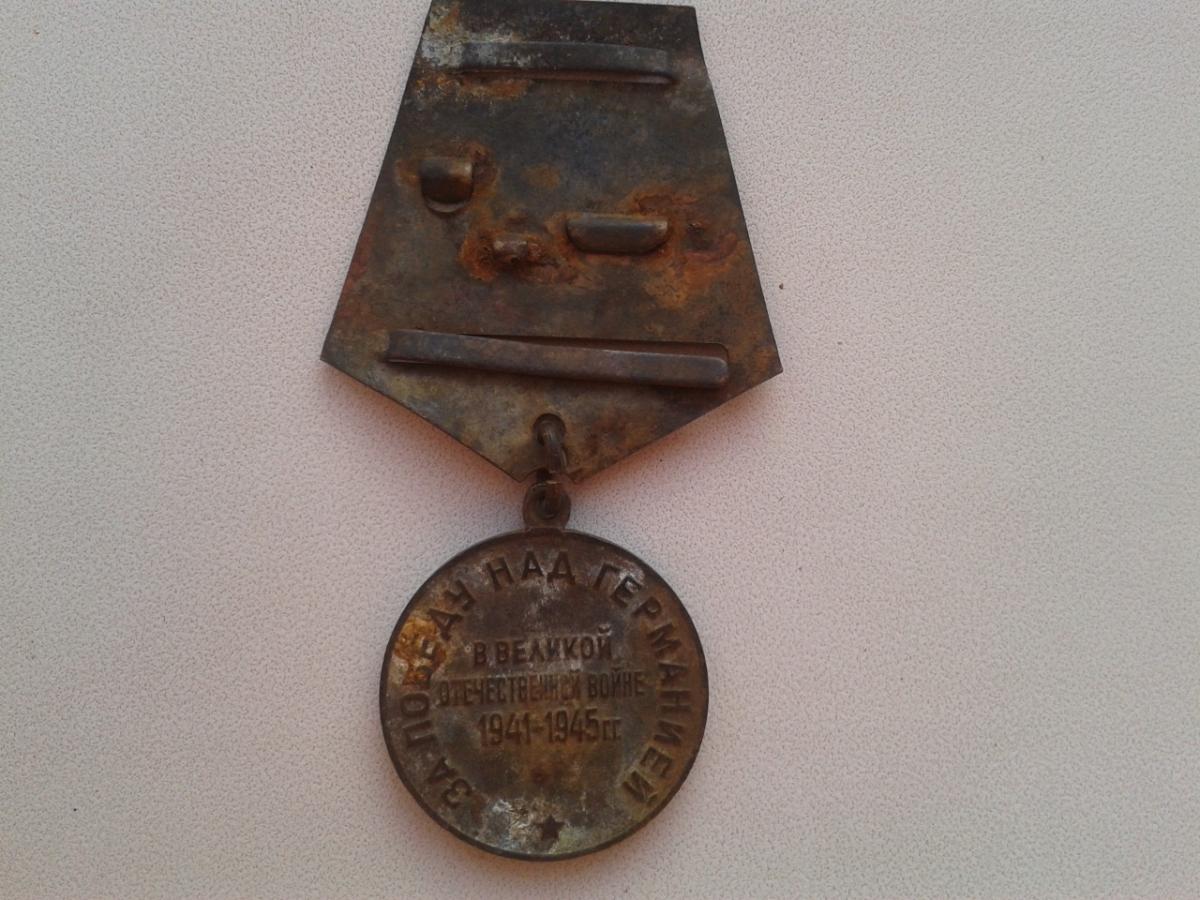 ЗА ПОБЕДУ НАД ГЕРМАНИЕЙ
В ВЕЛИКОЙ
ОТЕЧЕСТВЕННОЙ ВОЙНЕ
1941-1945 гг